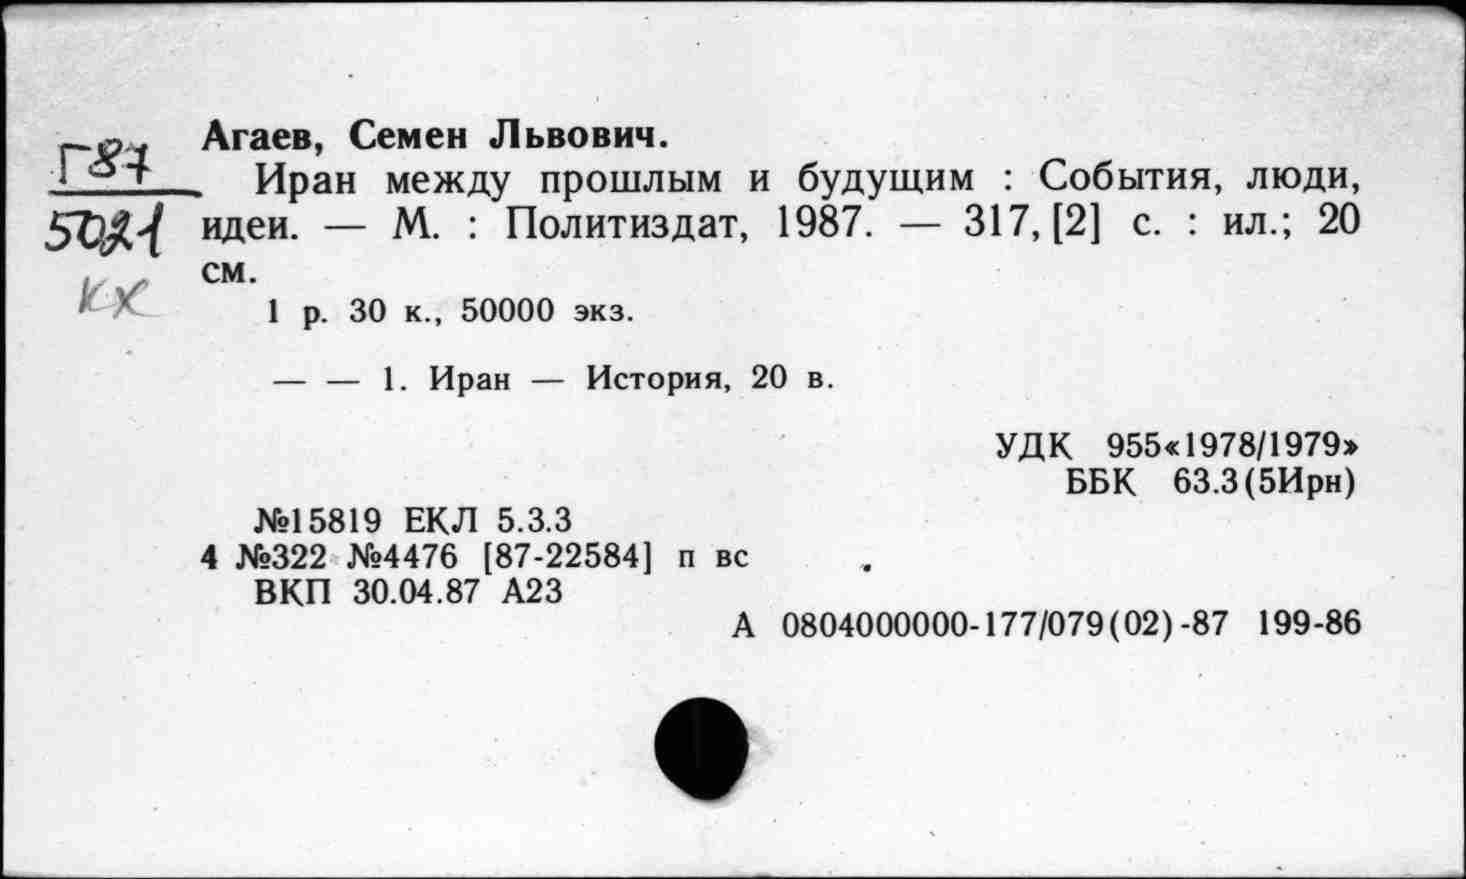 Г87
Агаев, Семен Львович.
Иран между прошлым и будущим : События, люди,
идеи. — М. : Политиздат, 1987. — 317, [2] с. : ил.; 20
см.
кх
1 р. 30 к., 50000 экз.
— — 1. Иран — История, 20 в.
УДК 955«1978/1979»
ББК 63.3(5Ирн)
№15819 ЕКЛ 5.3.3
4 №322 №4476 [87-22584] п вс
ВКП 30.04.87 А23
А 0804000000-177/079(02)-87 199-86